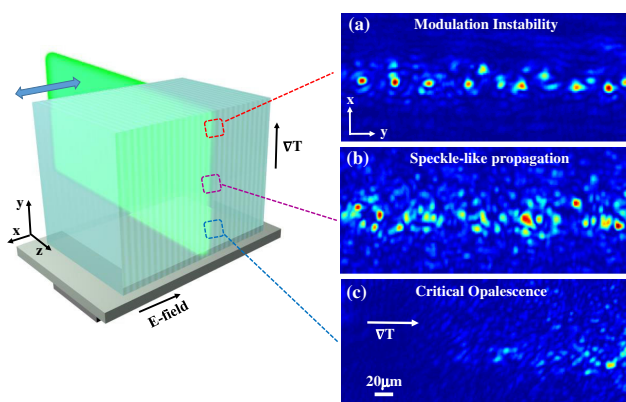 (a) Modulation Instability
x
y
(b) Speckle-like propagation
(c) Critical Opalescence
∇T
20μm
∇T
y
x
z
E-field